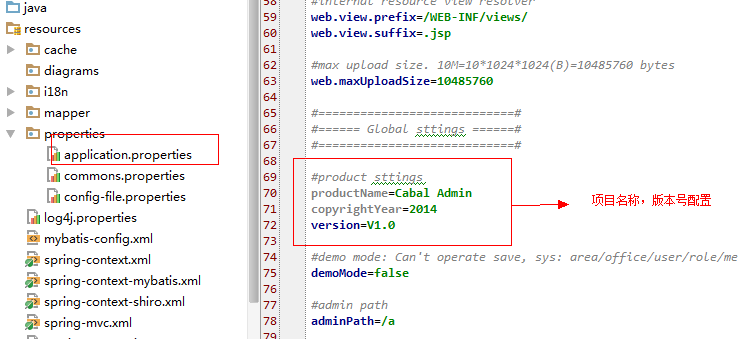 java
resources
cache
diagrams
i18n
mapper
properties
application.properties
commons.properties
config-file.properties
log4j.properties
mybatis-config.xml
spring-context.xml
spring-context-mybatis.xml
spring-context-shiro.xml
spring-mvc.xml
58 #internal resource view resolver
59 web.view.prefix=/WEB-INF/views/
60 web.view.suffix=.jsp
61
62 #max upload size. 10M=10*1024*1024(B)=10485760 bytes
63 web.maxUploadSize=10485760
64
65 #============================#
66 #====== Global sttings ======#
67 #============================#
68
69 #product sttings
70 productName=Cabal Admin
71 copyrightYear=2014
72 version=V1.0
73
74 #demo mode: Can't operate save, sys: area/office/user/role/me
75 demoMode=false
76
77 #admin path
78 adminPath=/a
79
项目名称，版本号配置